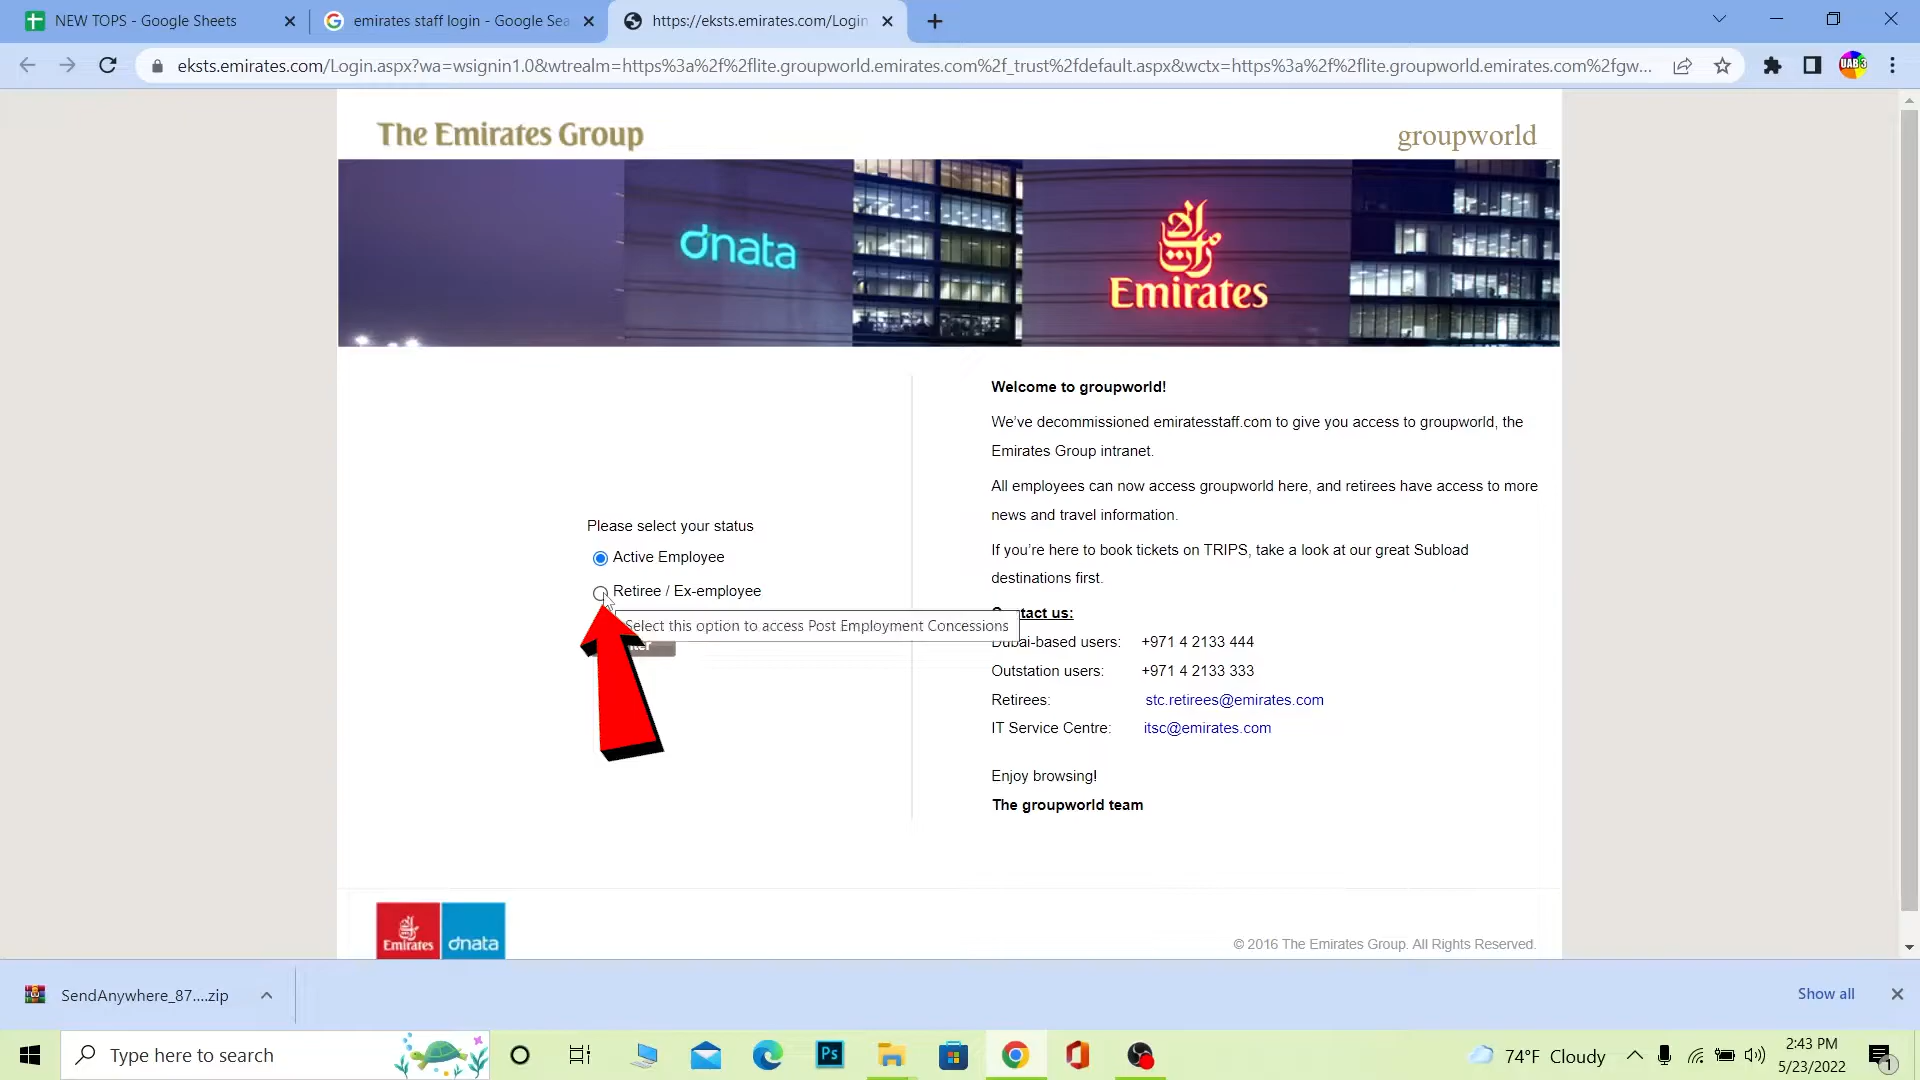 NEW TOPS - Google Sheets
emirates staff login - Google Sea
https://eksts.emirates.com/Login
eksts.emirates.com/Login.aspx?wa=wsignin1.0&wtrealm=https%3a%2f%2flite.groupworld.emirates.com%2f_trust%2fdefault.aspx&wctx=https%3a%2f%2flite.groupworld.emirates.com%2fgw...
UAB 3
The Emirates Group
groupworld
dnata
الإمارات
Emirates
Please select your status
Active Employee
Retiree / Ex-employee
Select this option to access Post Employment Concessions
Welcome to groupworld!
We've decommissioned emiratesstaff.com to give you access to groupworld, the
Emirates Group intranet.
All employees can now access groupworld here, and retirees have access to more
news and travel information.
If you're here to book tickets on TRIPS, take a look at our great Subload
destinations first.
tact us:
Dubai-based users: +971 4 2133 444
Outstation users: +971 4 2133 333
Retirees: stc.retirees@emirates.com
IT Service Centre: itsc@emirates.com
Enjoy browsing!
The groupworld team
Emirates
dnata
© 2016 The Emirates Group. All Rights Reserved.
SendAnywhere_87....zip
Show all
Type here to search
Ps
74°F Cloudy
2:43 PM
5/23/2022
1